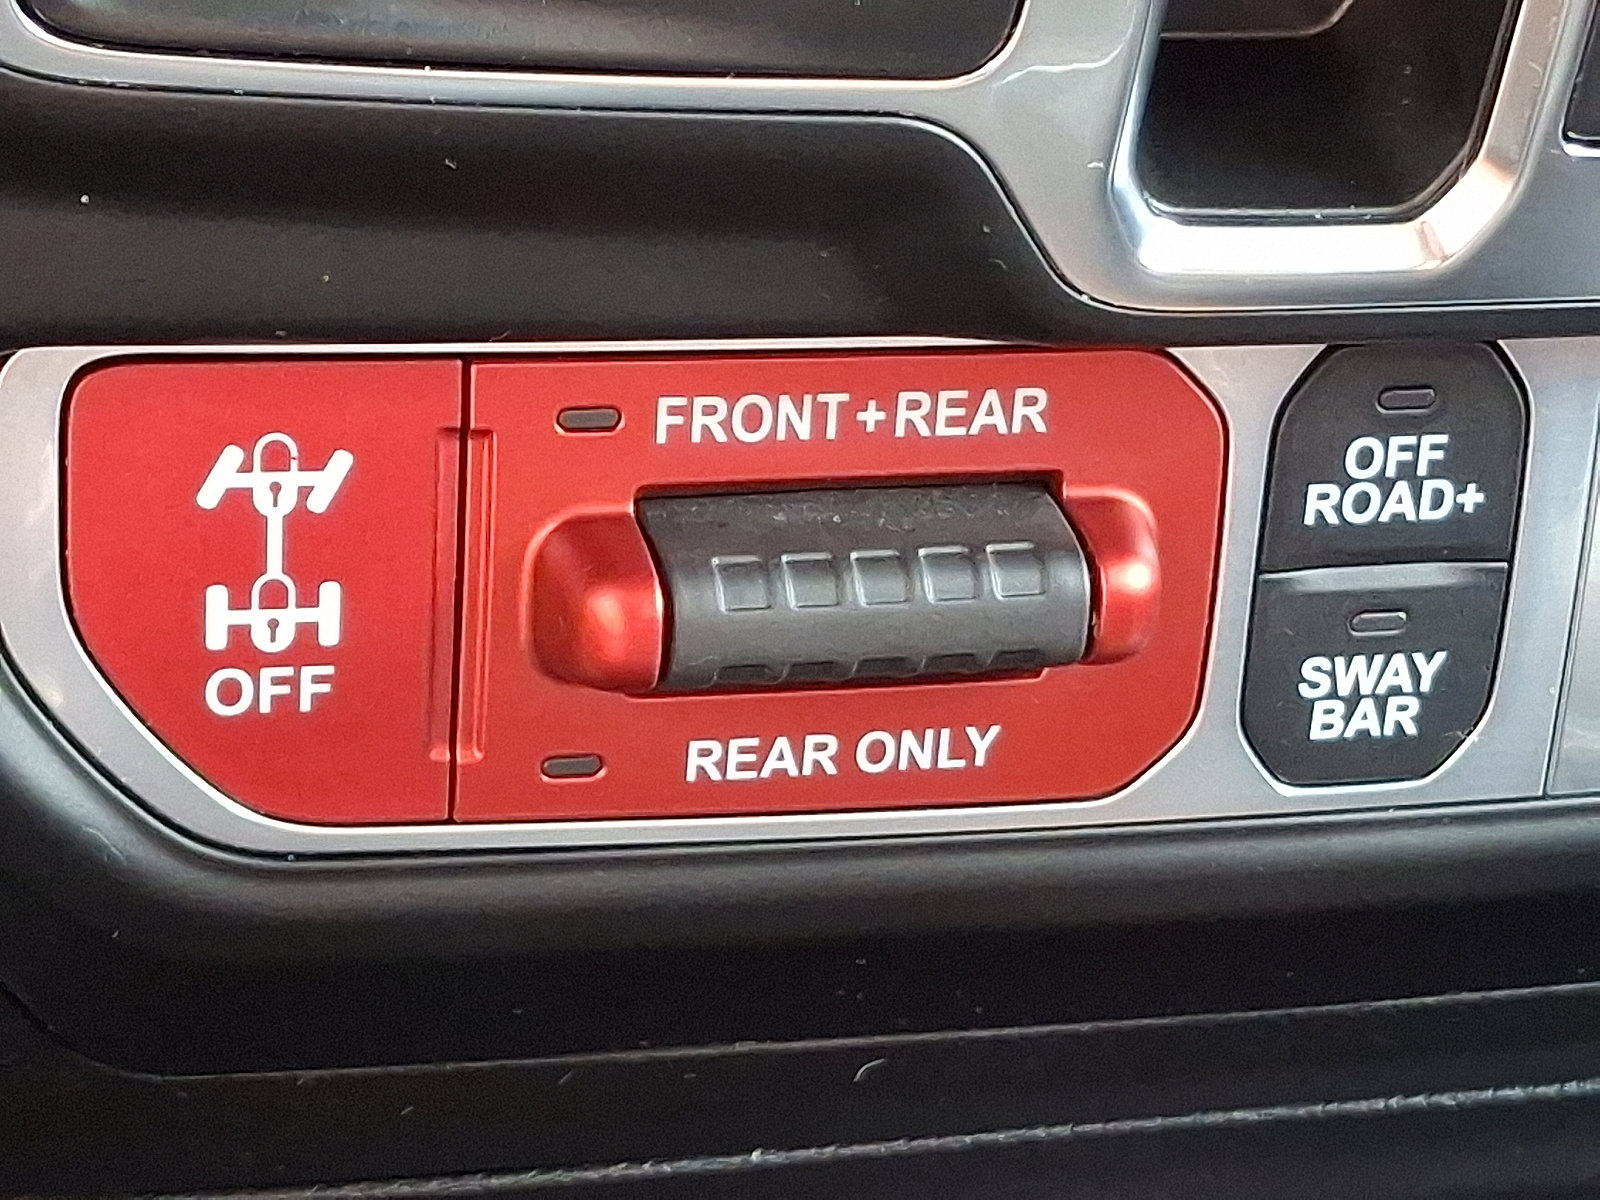 FRONT+REAR
OFF
REAR ONLY
OFF
ROAD+
SWAY
BAR